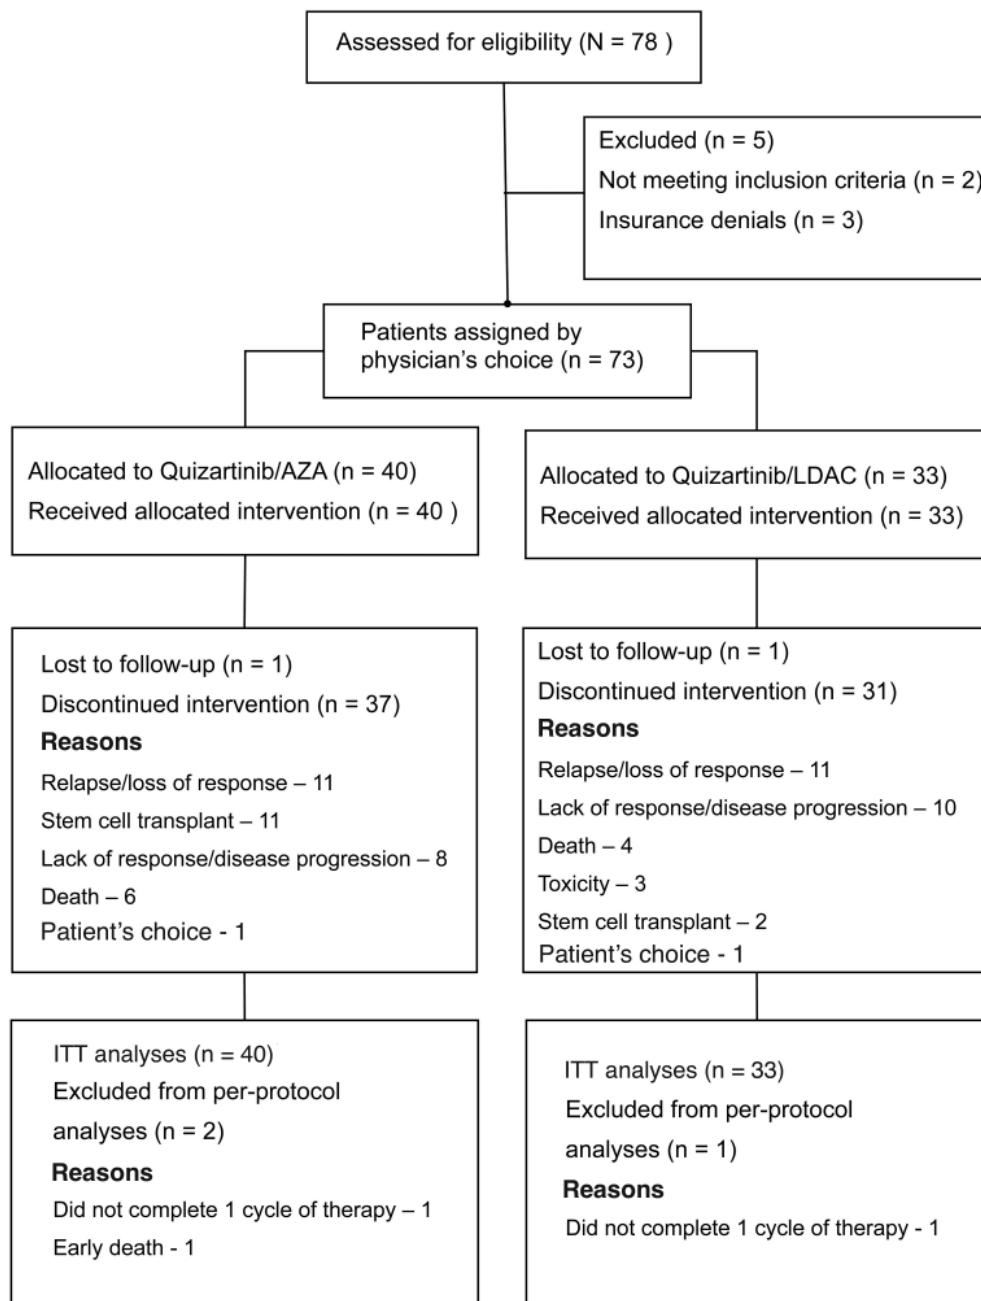 Assessed for eligibility (N = 78 )
Excluded (n = 5)
Not meeting inclusion criteria (n = 2)
Insurance denials (n = 3)
Patients assigned by
physician's choice (n = 73)
Allocated to Quizartinib/AZA (n = 40)
Received allocated intervention (n = 40 )
Allocated to Quizartinib/LDAC (n = 33)
Received allocated intervention (n = 33)
Lost to follow-up (n = 1)
Discontinued intervention (n = 37)
Reasons
Relapse/loss of response – 11
Stem cell transplant – 11
Lack of response/disease progression – 8
Death – 6
Patient's choice - 1
Lost to follow-up (n = 1)
Discontinued intervention (n = 31)
Reasons
Relapse/loss of response – 11
Lack of response/disease progression – 10
Death – 4
Toxicity – 3
Stem cell transplant – 2
Patient's choice - 1
ITT analyses (n = 40)
Excluded from per-protocol
analyses (n = 2)
Reasons
Did not complete 1 cycle of therapy – 1
Early death - 1
ITT analyses (n = 33)
Excluded from per-protocol
analyses (n = 1)
Reasons
Did not complete 1 cycle of therapy - 1